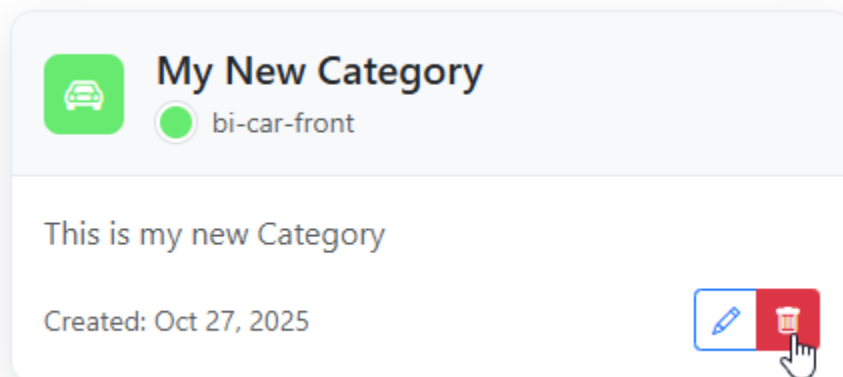 My New Category
bi-car-front
This is my new Category
Created: Oct 27, 2025